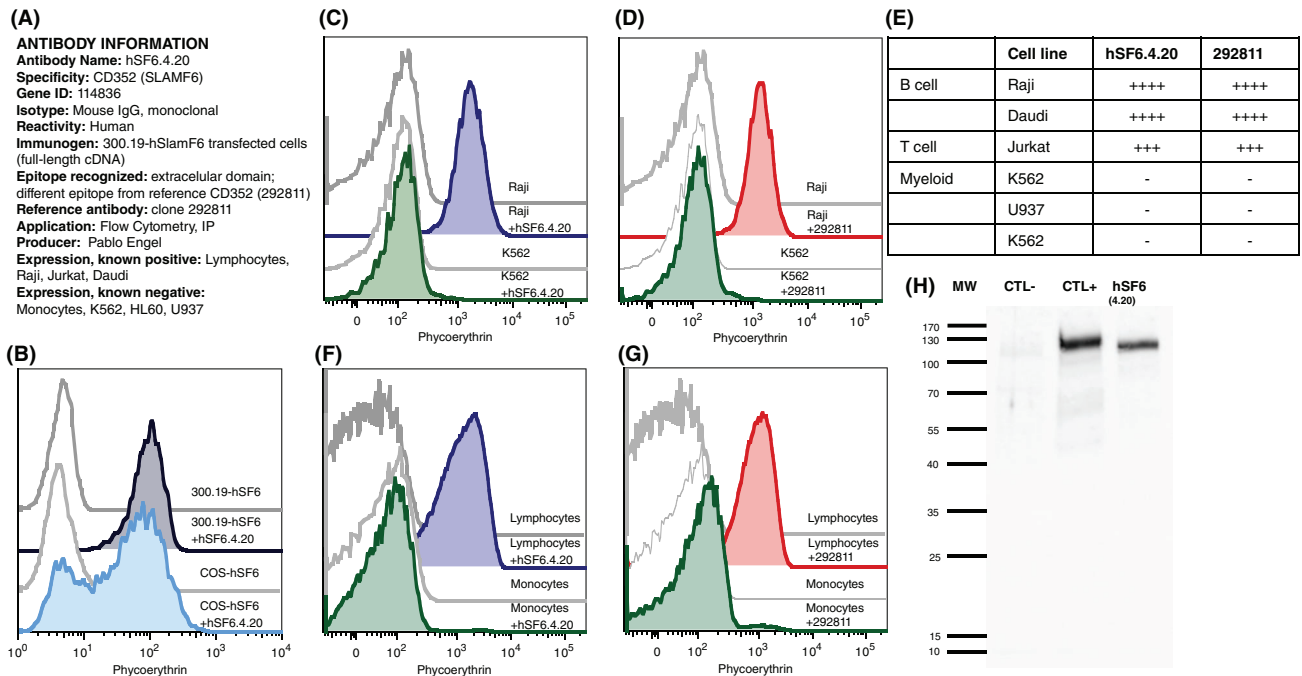 (A)
ANTIBODY INFORMATION
Antibody Name: hSF6.4.20
Specificity: CD352 (SLAMF6)
Gene ID: 114836
Isotype: Mouse IgG, monoclonal
Reactivity: Human
Immunogen: 300.19-hSlamF6 transfected cells
(full-length cDNA)
Epitope recognized: extracelular domain;
different epitope from reference CD352 (292811)
Reference antibody: clone 292811
Application: Flow Cytometry, IP
Producer: Pablo Engel
Expression, known positive: Lymphocytes,
Raji, Jurkat, Daudi
Expression, known negative:
Monocytes, K562, HL60, U937
(B)
300.19-hSF6
300.19-hSF6
+hSF6.4.20
COS-hSF6
COS-hSF6
+hSF6.4.20
10^0 10^1 10^2 10^3 10^4
Phycoerythrin
(C)
Raji
Raji
+hSF6.4.20
K562
K562
+hSF6.4.20
0 10^2 10^3 10^4 10^5
Phycoerythrin
(D)
Raji
Raji
+292811
K562
K562
+292811
0 10^2 10^3 10^4 10^5
Phycoerythrin
(E)
Cell line hSF6.4.20 292811
B cell Raji ++++ ++++
Daudi ++++ ++++
T cell Jurkat +++ +++
Myeloid K562 - -
U937 - -
K562 - -
(F)
Lymphocytes
Lymphocytes
+hSF6.4.20
Monocytes
Monocytes
+hSF6.4.20
0 10^2 10^3 10^4 10^5
Phycoerythrin
(G)
Lymphocytes
Lymphocytes
+292811
Monocytes
Monocytes
+292811
0 10^2 10^3 10^4 10^5
Phycoerythrin
(H)
MW CTL- CTL+ hSF6
(4.20)
170
130
100
70
55
40
35
25
15
10